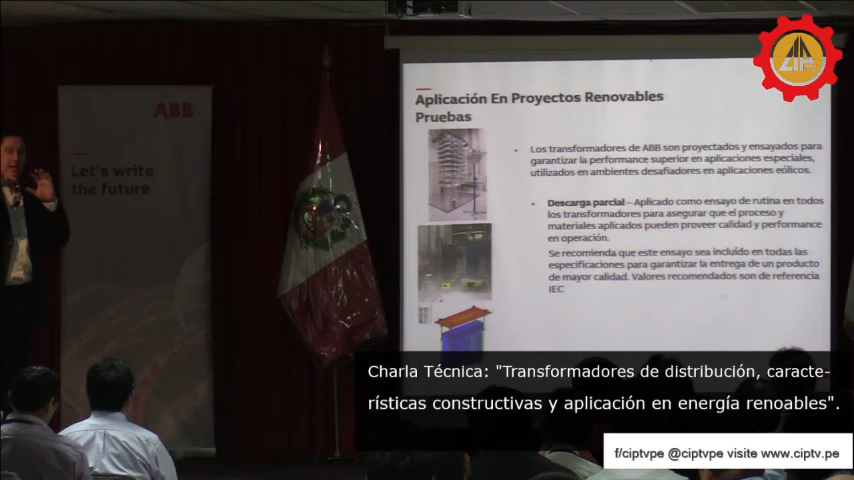 ABB
Let's write
the future
CIP
Aplicación En Proyectos Renovables
Pruebas
Los transformadores de ABB son proyectados y ensayados para
garantizar la performance superior en aplicaciones especiales,
utilizados en ambientes desafiadores en aplicaciones eólicos.
Descarga parcial – Aplicado como ensayo de rutina en todos
los transformadores para asegurar que el proceso y
materiales aplicados pueden proveer calidad y performance
en operación.
Se recomienda que este ensayo sea incluído en todas las
especificaciones para garantizar la entrega de un producto
de mayor calidad. Valores recomendados son de referencia
IEC
Charla Técnica: "Transformadores de distribución, caracte-
rísticas constructivas y aplicación en energía renoables".
f/ciptvpe @ciptvpe visite www.ciptv.pe